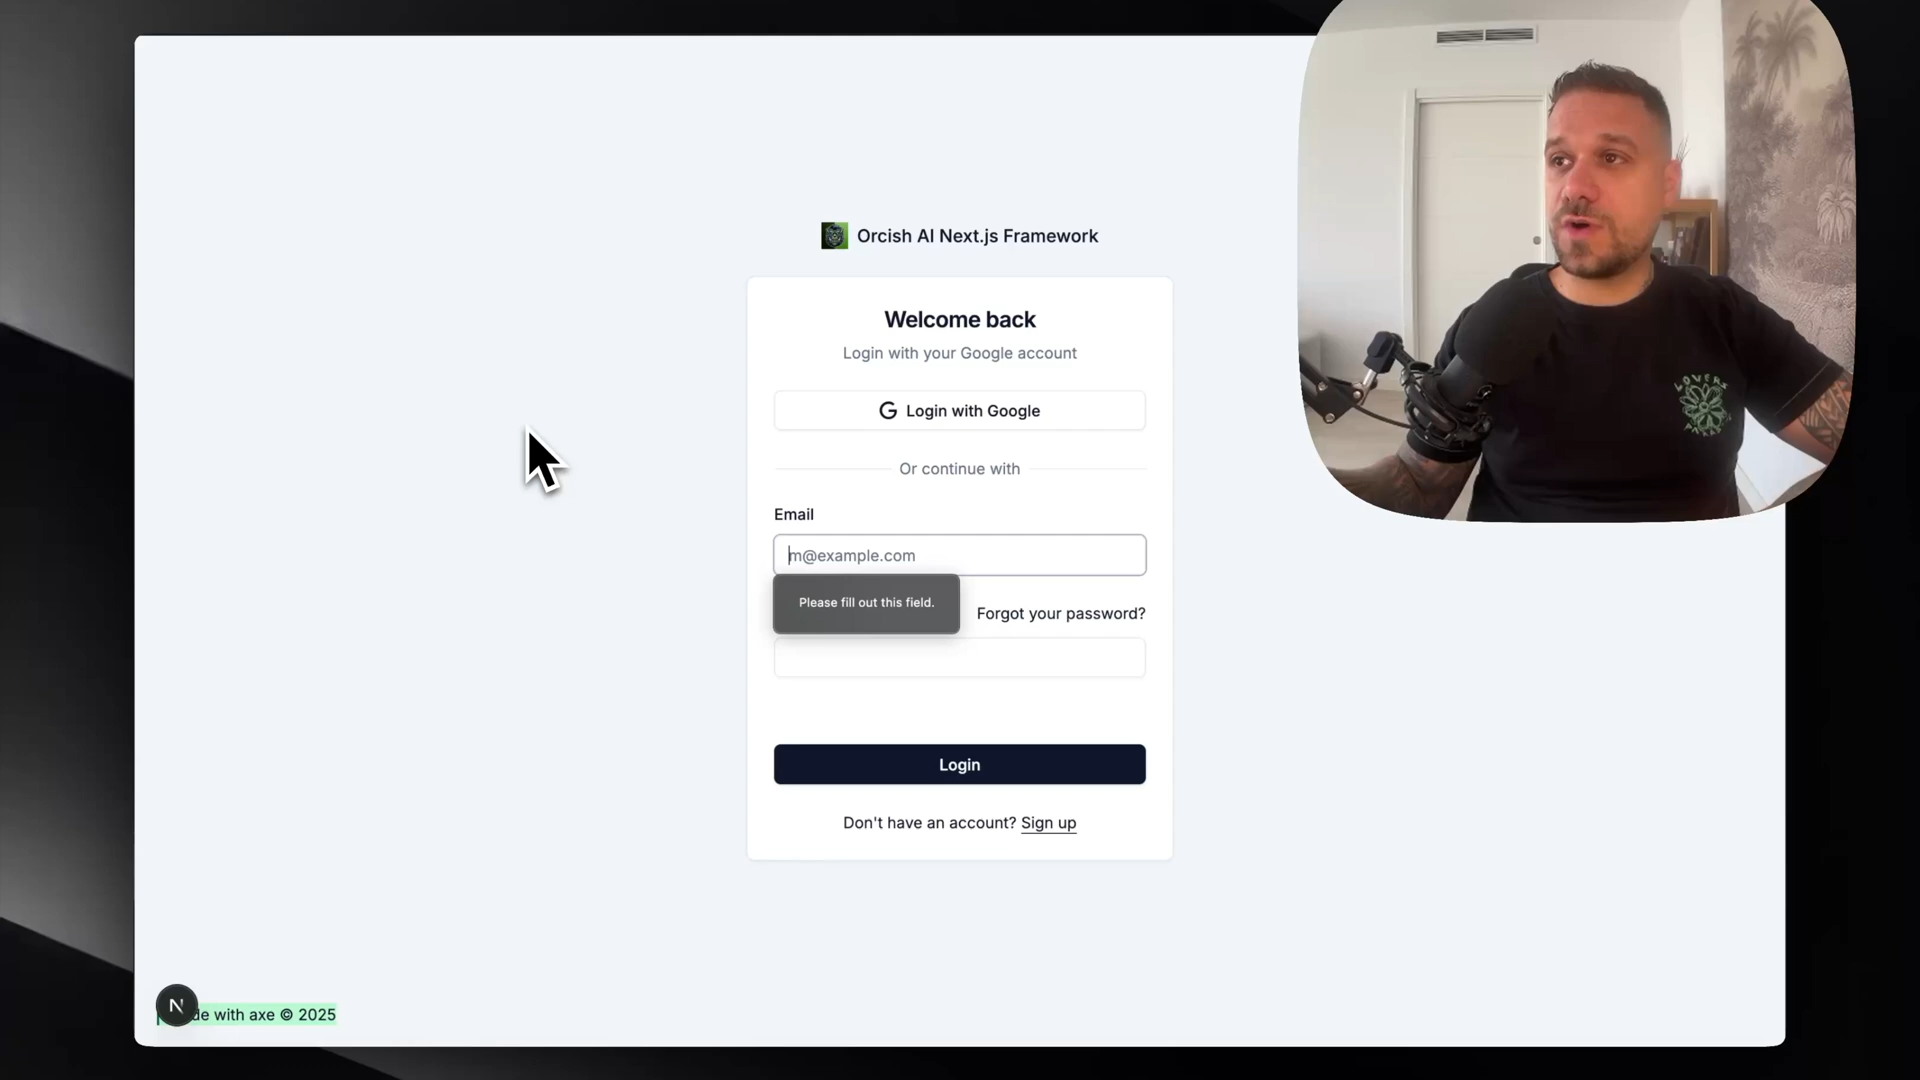 Orcish AI Next.js Framework
Welcome back
Login with your Google account
G Login with Google
Or continue with
Email
m@example.com
Please fill out this field.
Forgot your password?
Login
Don't have an account? Sign up
N
de with axe © 2025
LOVERS